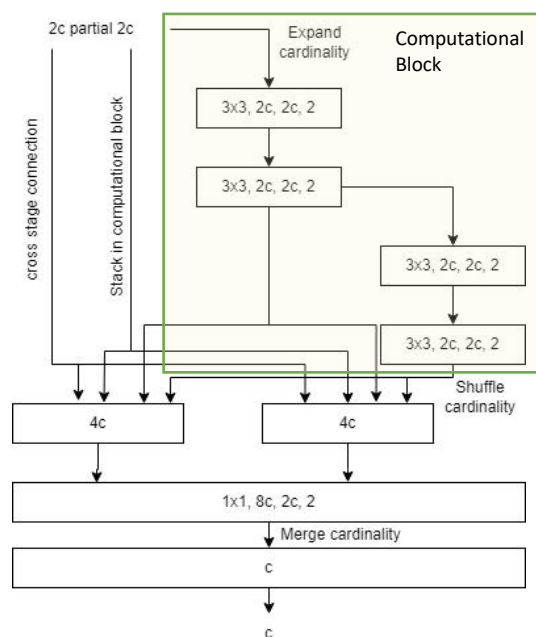 2c partial 2c
Expand
cardinality
Computational
Block
3x3, 2c, 2c, 2
3x3, 2c, 2c, 2
cross stage connection
Stack in computational block
3x3, 2c, 2c, 2
3x3, 2c, 2c, 2
Shuffle
cardinality
4c
4c
1x1, 8c, 2c, 2
Merge cardinality
c
c